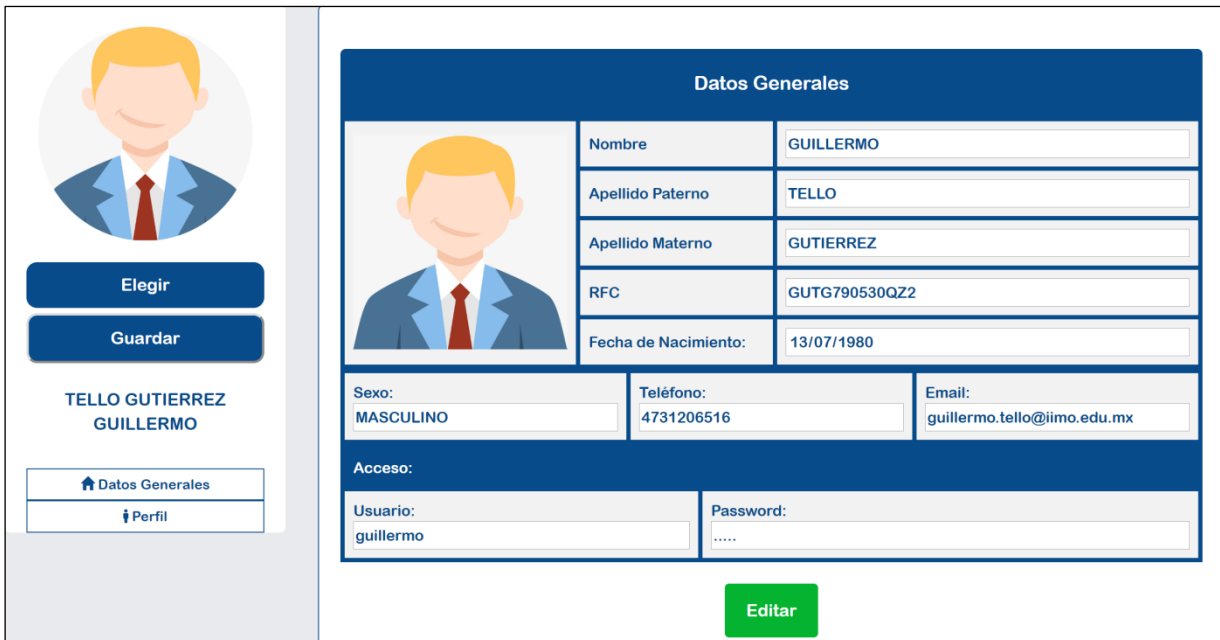 Elegir
Guardar
TELLO GUTIERREZ
GUILLERMO
Datos Generales
Perfil
Datos Generales
Nombre GUILLERMO
Apellido Paterno TELLO
Apellido Materno GUTIERREZ
RFC GUTG790530QZ2
Fecha de Nacimiento: 13/07/1980
Sexo: Teléfono: Email:
MASCULINO 4731206516 guillermo.tello@iimo.edu.mx
Acceso:
Usuario: Password:
guillermo .....
Editar